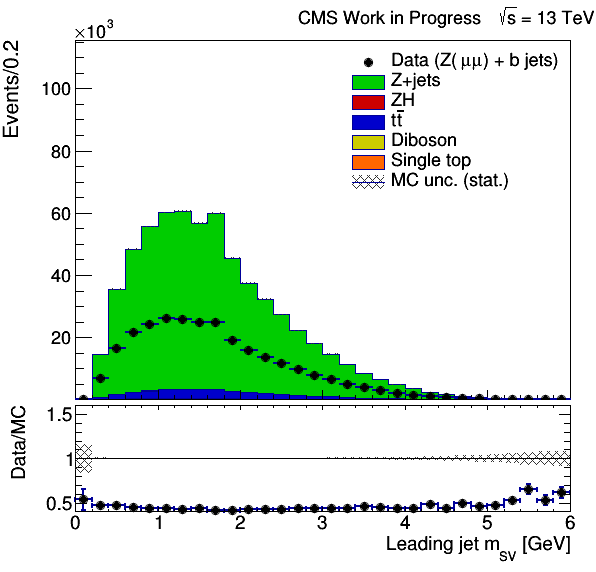 CMS Work in Progress √s = 13 TeV
×10³
Events/0.2
100
80
60
40
20
Data (Z(μμ) + b jets)
Z+jets
ZH
tt̅
Diboson
Single top
MC unc. (stat.)
Data/MC
1.5
1
0.5
0 1 2 3 4 5 6
Leading jet m_SV [GeV]